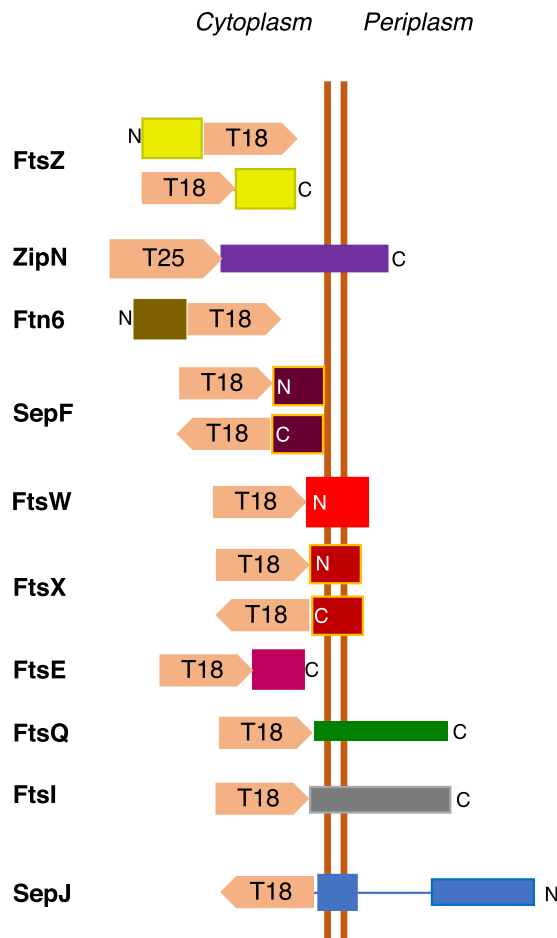 Cytoplasm Periplasm
N T18
FtsZ
T18 C
ZipN T25 C
Ftn6 N T18
T18 N
SepF
T18 C
FtsW T18 N
T18 N
FtsX
T18 C
FtsE T18 C
FtsQ T18 C
FtsI T18 C
SepJ T18 N